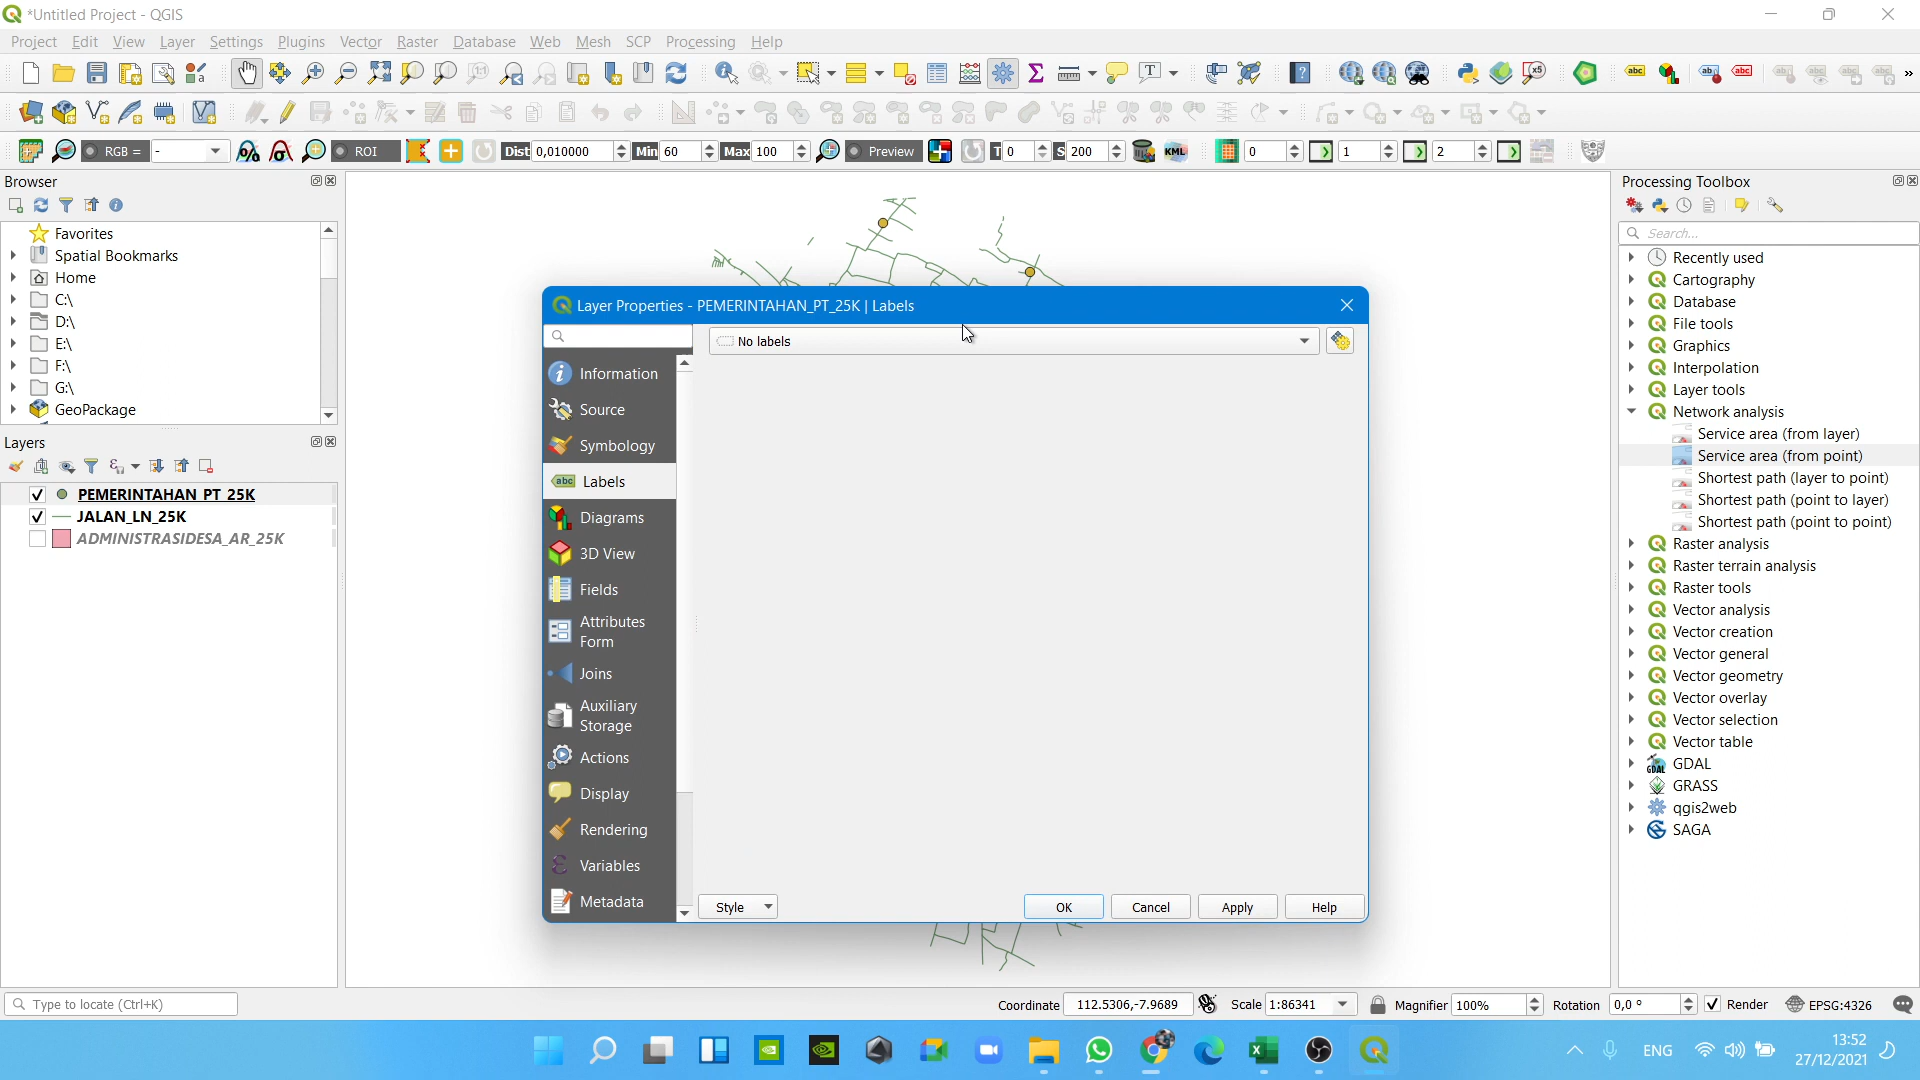 *Untitled Project - QGIS
Project Edit View Layer Settings Plugins Vector Raster Database Web Mesh SCP Processing Help
RGB = - ROI Dist 0,010000 Min 60 Max 100 Preview T 0 S 200 KML 0 1 2
Browser
Favorites
Spatial Bookmarks
Home
C:\
D:\
E:\
F:\
G:\
GeoPackage
Layers
PEMERINTAHAN_PT_25K
JALAN_LN_25K
ADMINISTRASIDESA_AR_25K
Layer Properties - PEMERINTAHAN_PT_25K | Labels
No labels
Information
Source
Symbology
abc Labels
Diagrams
3D View
Fields
Attributes
Form
Joins
Auxiliary
Storage
Actions
Display
Rendering
Variables
Metadata
Style OK Cancel Apply Help
Processing Toolbox
Search...
Recently used
Cartography
Database
File tools
Graphics
Interpolation
Layer tools
Network analysis
Service area (from layer)
Service area (from point)
Shortest path (layer to point)
Shortest path (point to layer)
Shortest path (point to point)
Raster analysis
Raster terrain analysis
Raster tools
Vector analysis
Vector creation
Vector general
Vector geometry
Vector overlay
Vector selection
Vector table
GDAL
GRASS
qgis2web
SAGA
Type to locate (Ctrl+K) Coordinate 112.5306,-7.9689 Scale 1:86341 Magnifier 100% Rotation 0,0 ° Render EPSG:4326
ENG 13:52
27/12/2021